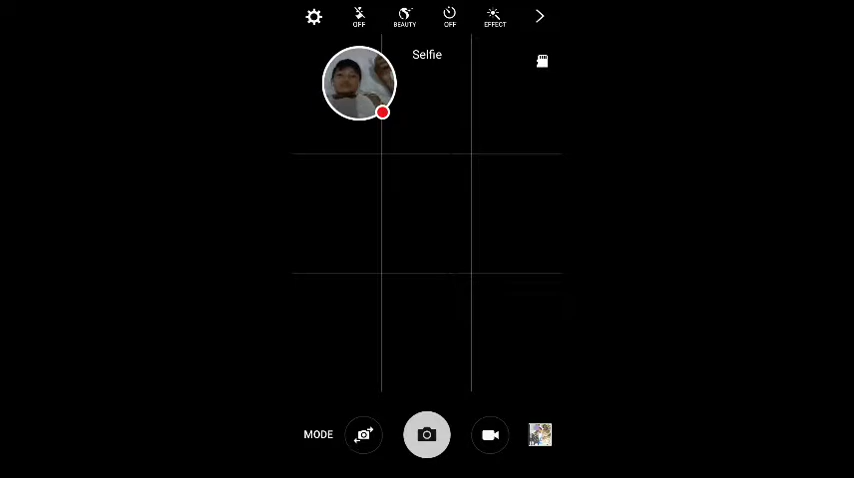 OFF
BEAUTY
OFF
EFFECT
Selfie
MODE